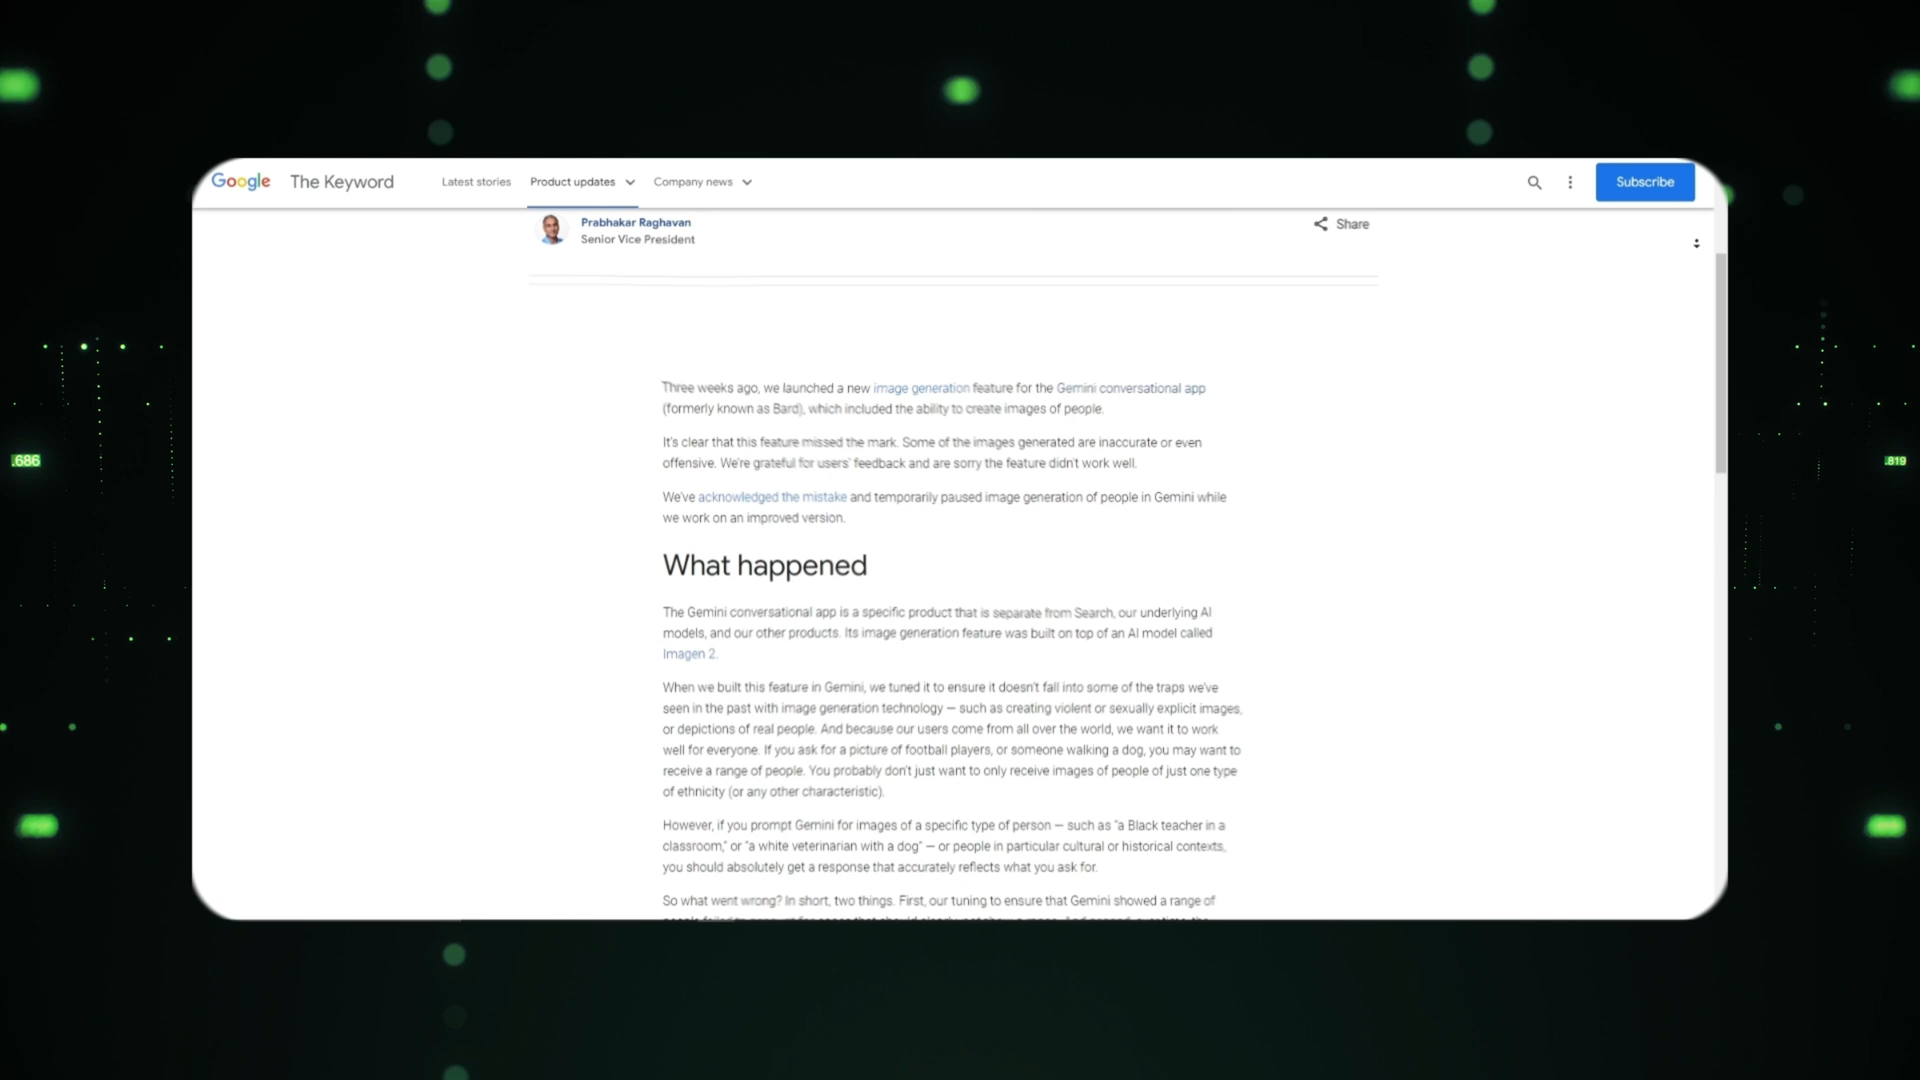 Google The Keyword Latest stories Product updates Company news Subscribe
Prabhakar Raghavan
Senior Vice President
Share
Three weeks ago, we launched a new image generation feature for the Gemini conversational app
(formerly known as Bard), which included the ability to create images of people.
It's clear that this feature missed the mark. Some of the images generated are inaccurate or even
offensive. We're grateful for users' feedback and are sorry the feature didn't work well.
We've acknowledged the mistake and temporarily paused image generation of people in Gemini while
we work on an improved version.
.686
.819
What happened
The Gemini conversational app is a specific product that is separate from Search, our underlying AI
models, and our other products. Its image generation feature was built on top of an AI model called
Imagen 2.
When we built this feature in Gemini, we tuned it to ensure it doesn't fall into some of the traps we've
seen in the past with image generation technology — such as creating violent or sexually explicit images,
or depictions of real people. And because our users come from all over the world, we want it to work
well for everyone. If you ask for a picture of football players, or someone walking a dog, you may want to
receive a range of people. You probably don't just want to only receive images of people of just one type
of ethnicity (or any other characteristic).
However, if you prompt Gemini for images of a specific type of person — such as "a Black teacher in a
classroom," or "a white veterinarian with a dog" — or people in particular cultural or historical contexts,
you should absolutely get a response that accurately reflects what you ask for.
So what went wrong? In short, two things. First, our tuning to ensure that Gemini showed a range of